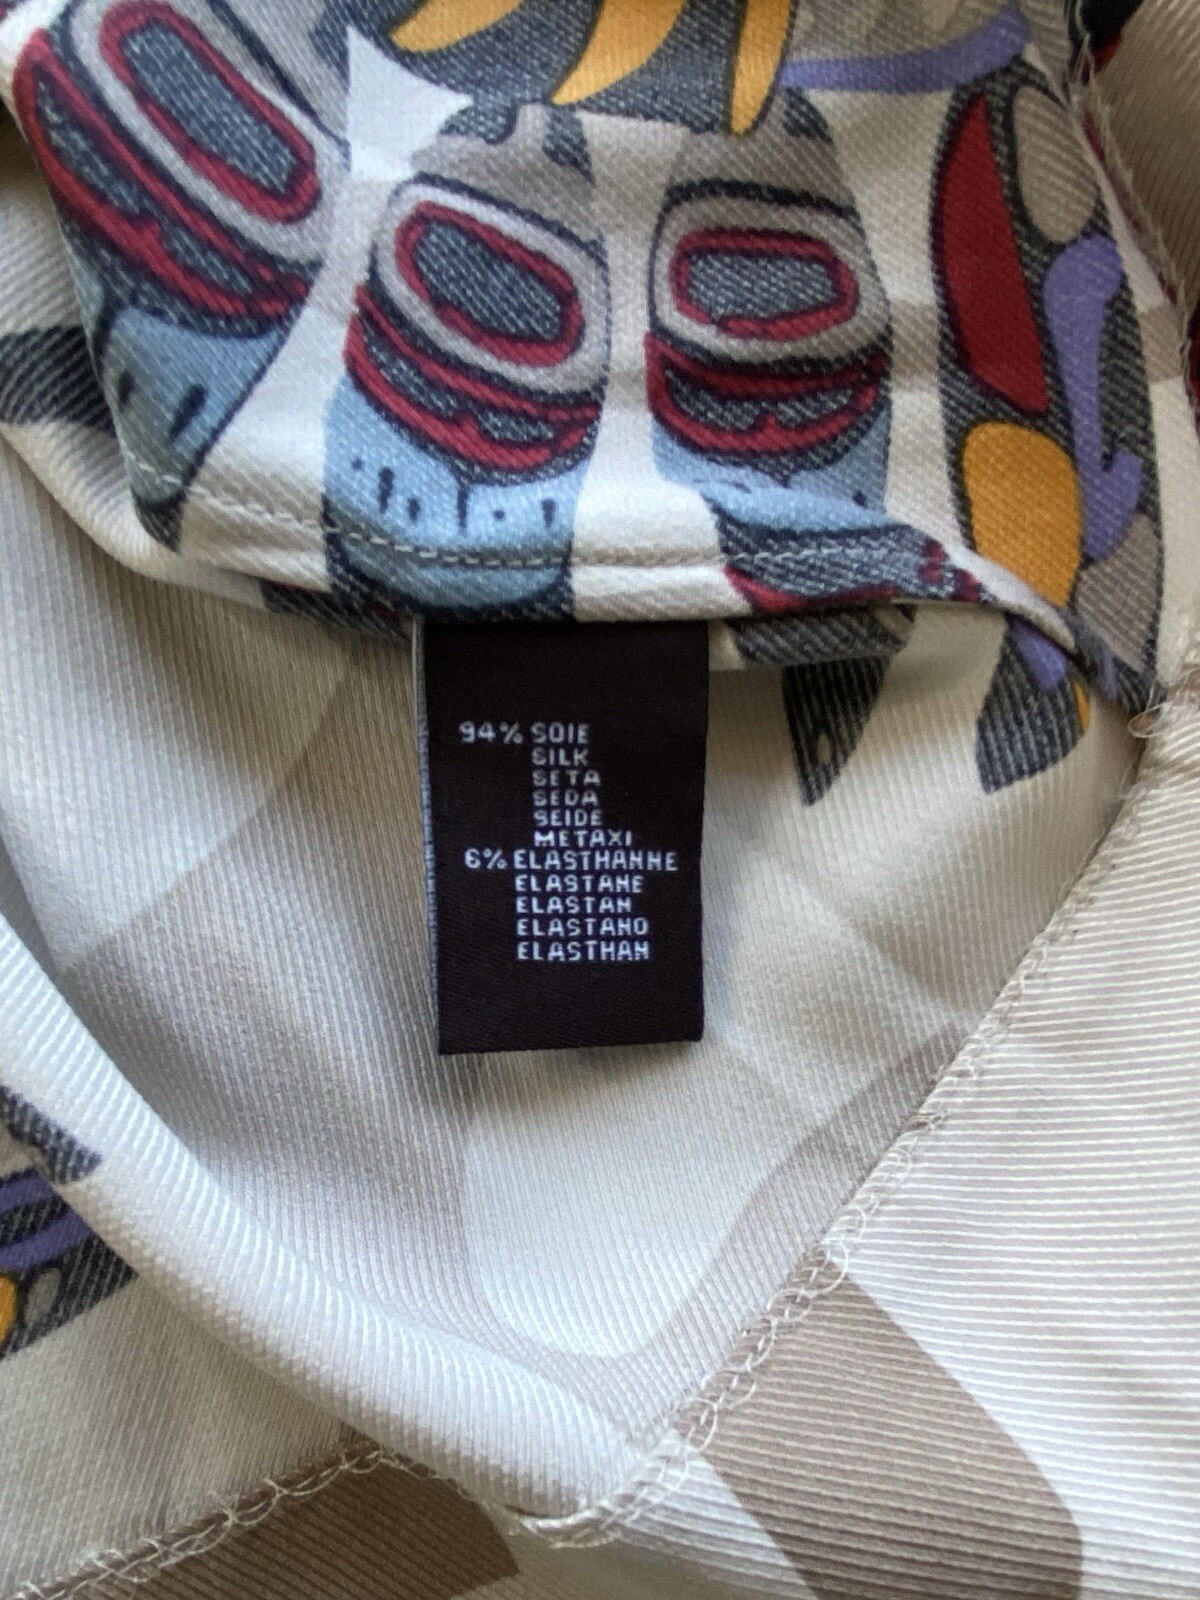 94% SOIE
SILK
SETA
SEDA
SEIDE
METAXI
6% ELASTHANNE
ELASTANE
ELASTAN
ELASTANO
ELASTHAN